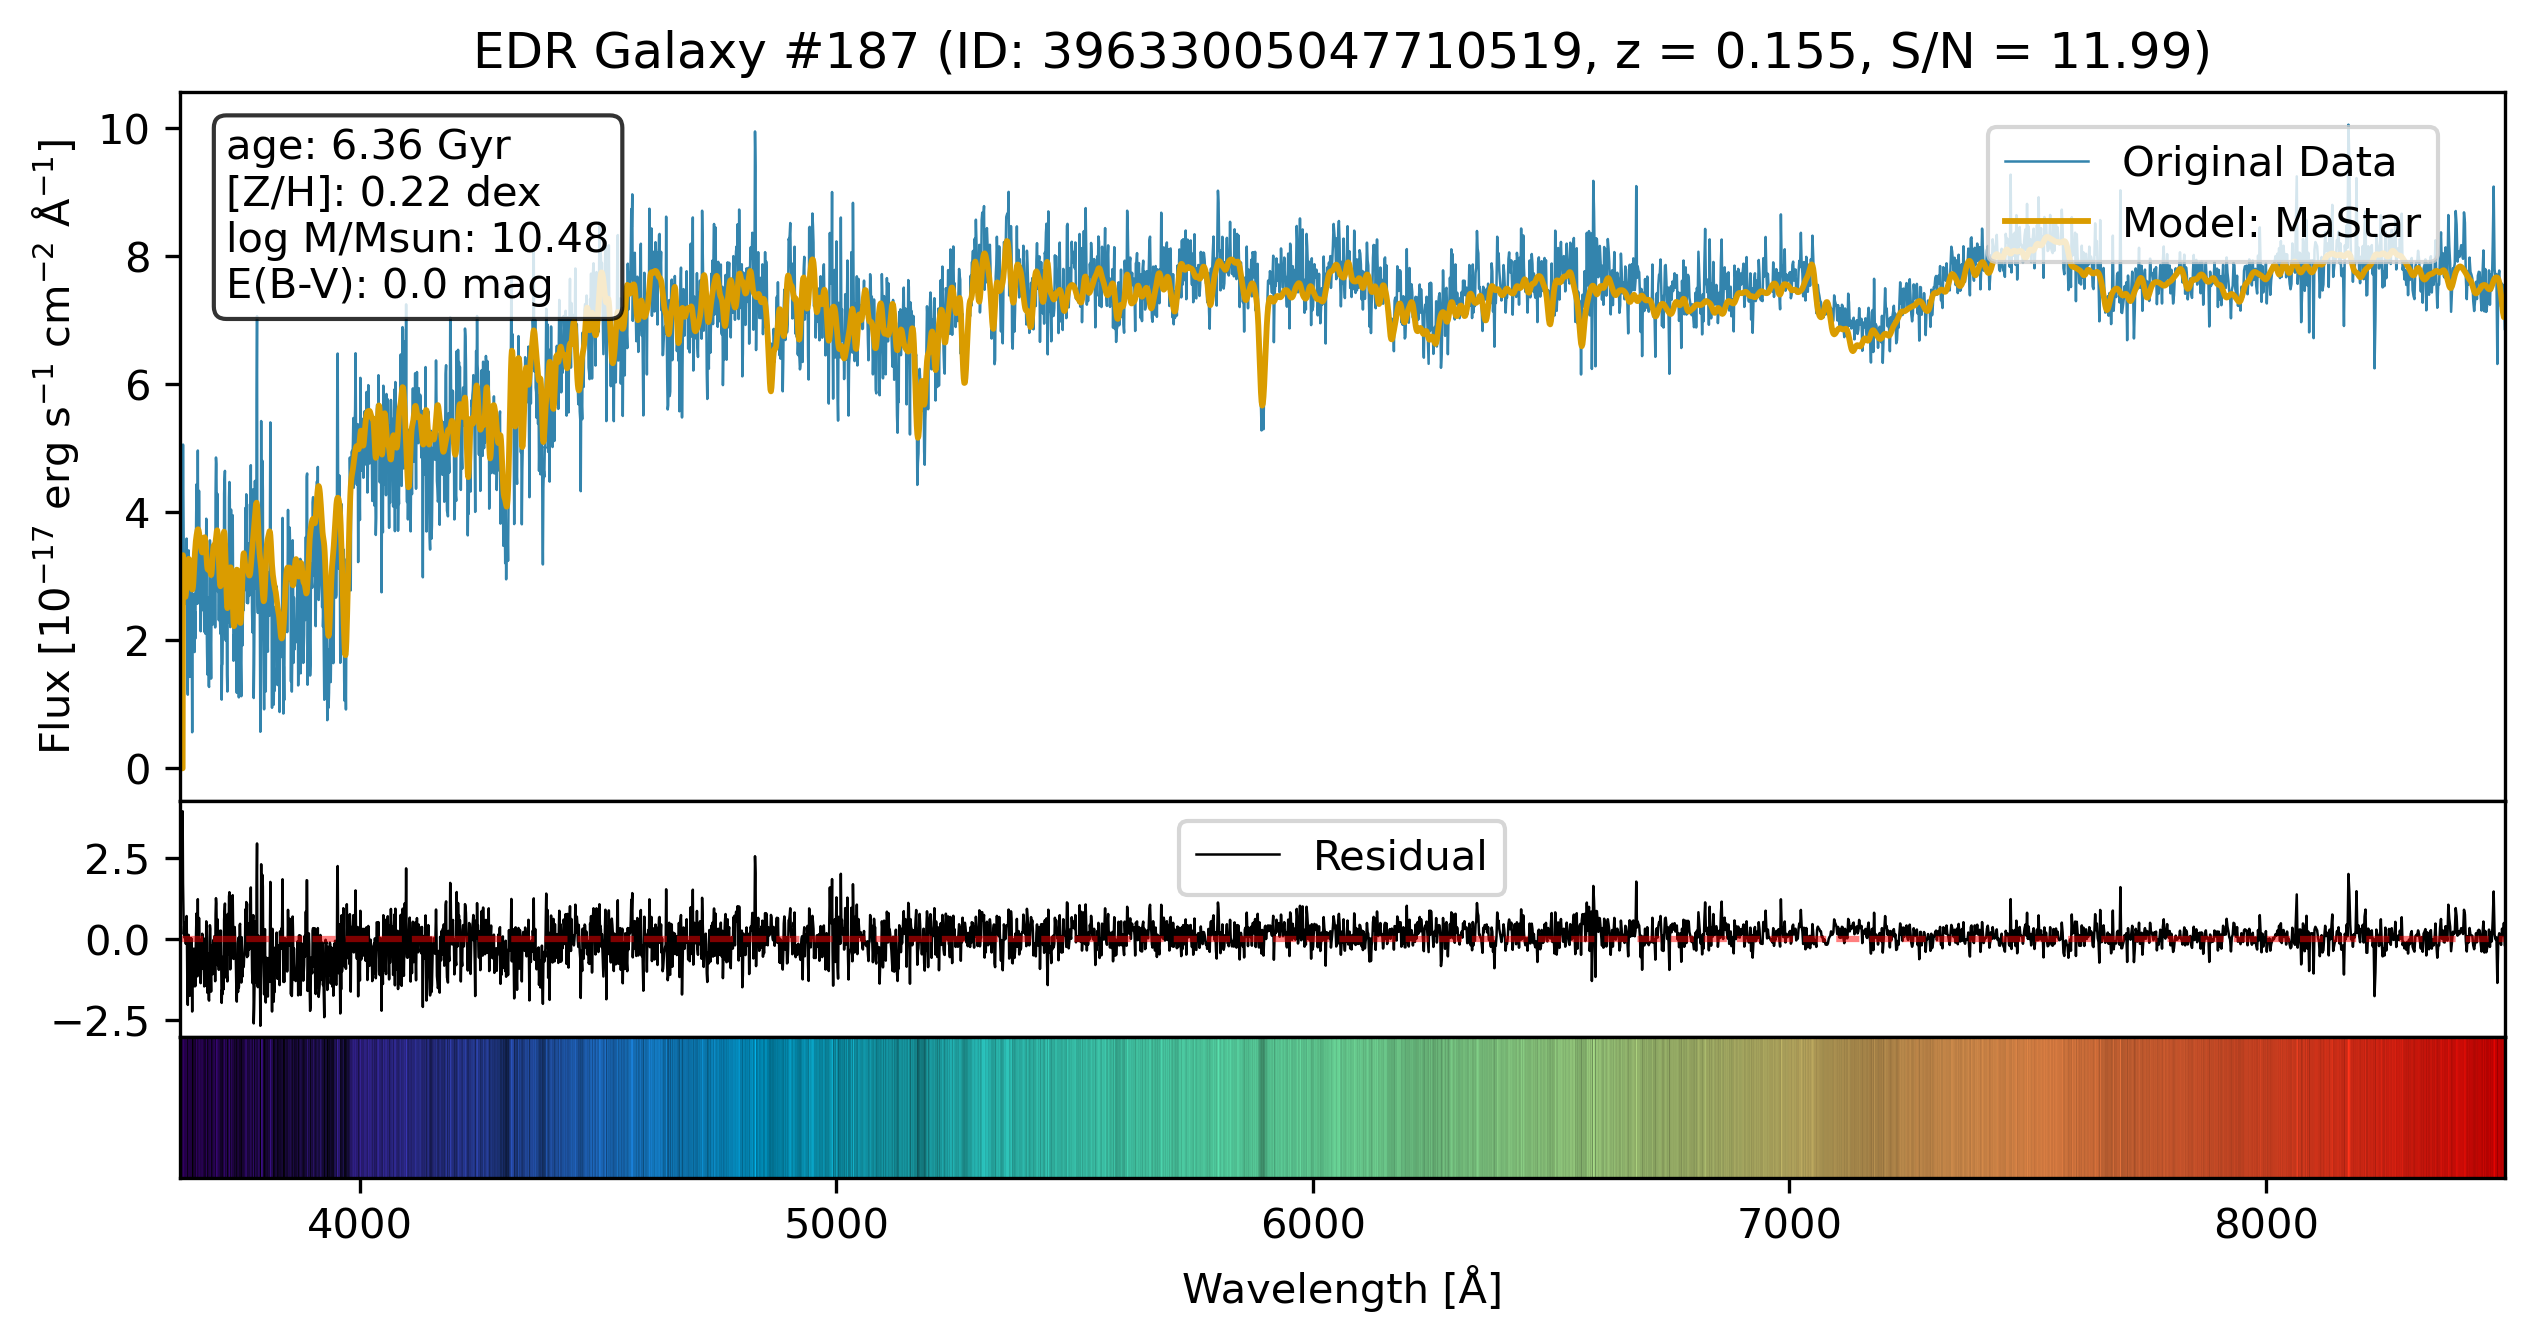 EDR Galaxy #187 (ID: 39633005047710519, z = 0.155, S/N = 11.99)
age: 6.36 Gyr
[Z/H]: 0.22 dex
log M/Msun: 10.48
E(B-V): 0.0 mag
Original Data
Model: MaStar
Flux [10⁻¹⁷ erg s⁻¹ cm⁻² Å⁻¹]
10
8
6
4
2
0
Residual
2.5
0.0
−2.5
4000 5000 6000 7000 8000
Wavelength [Å]